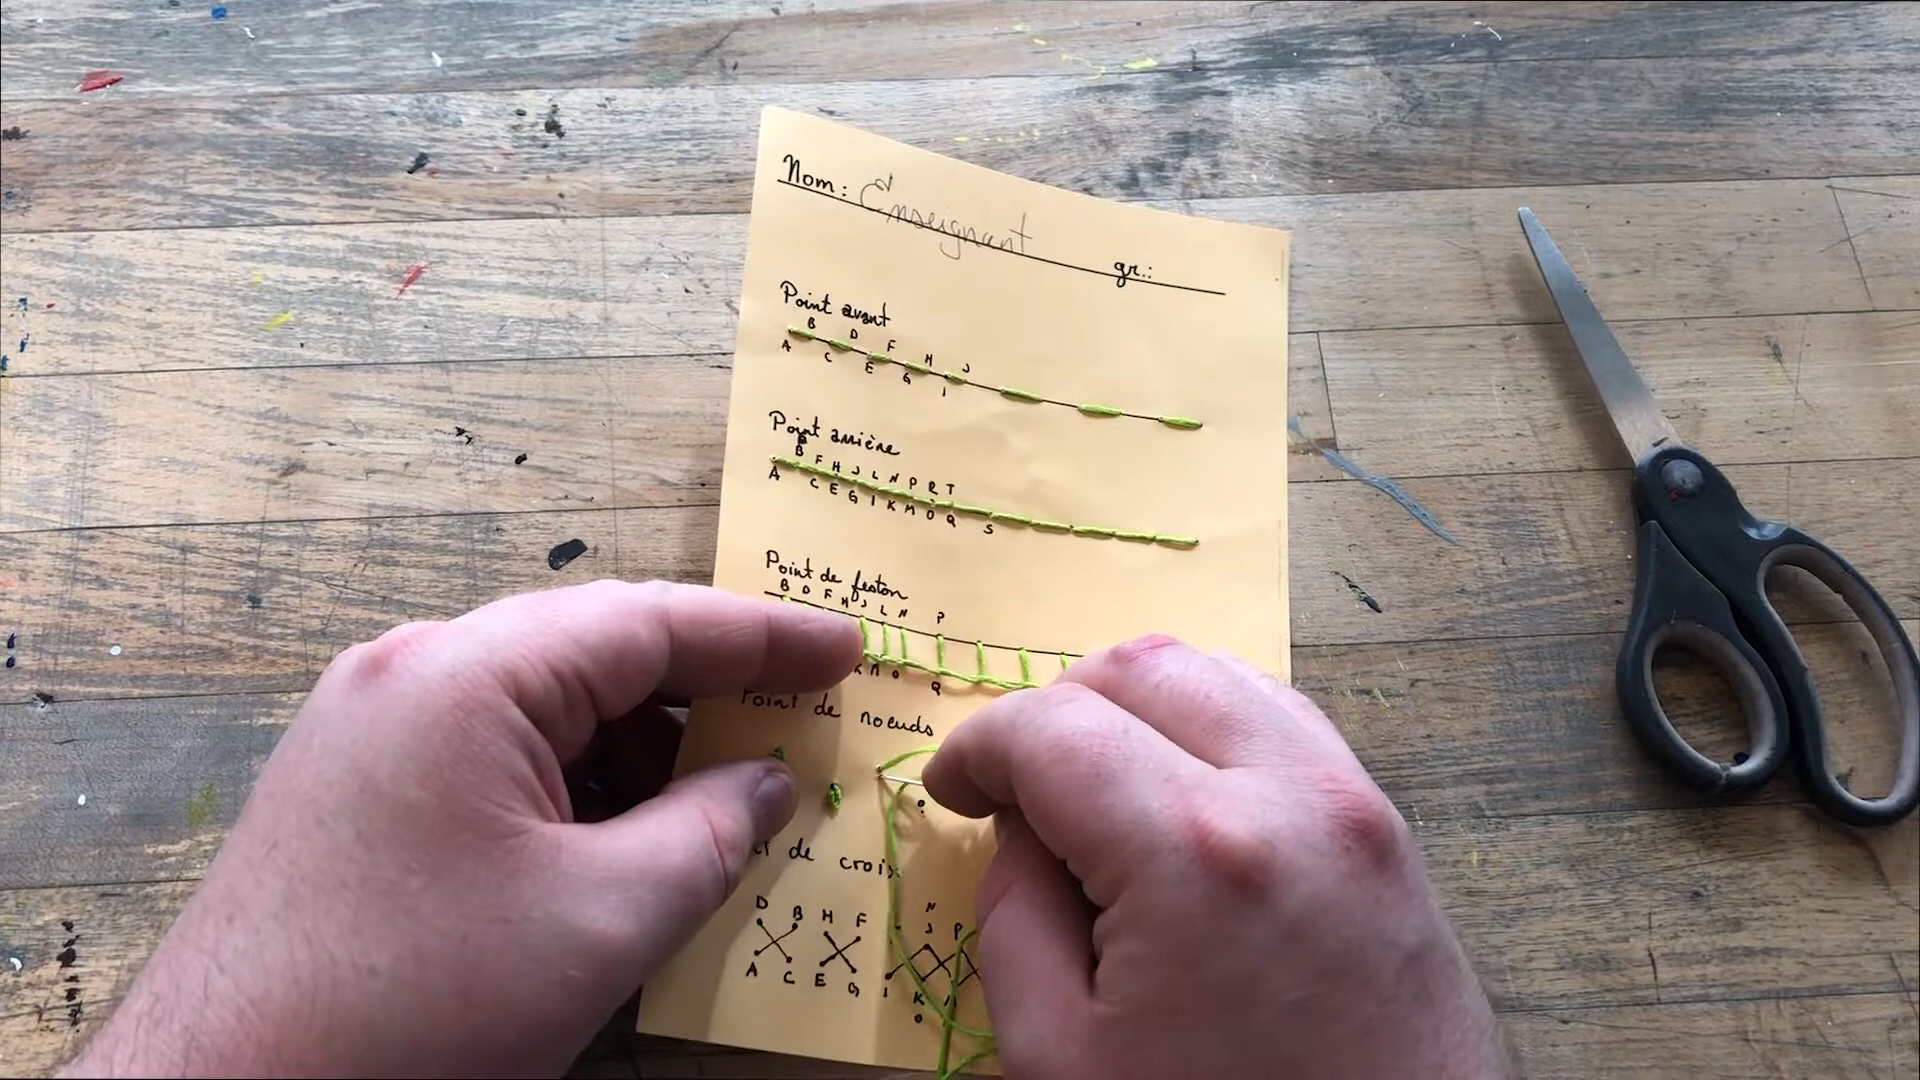 Nom: Enseignant gr.:
Point avant
B D F H J
A C E G I
Point arrière
B F H J L N P R T
A C E G I K M O Q S
Point de feston
B D F H J L N P
M O Q
Point de noeuds
de croix
D B H F N
J P
A C E G I K
O